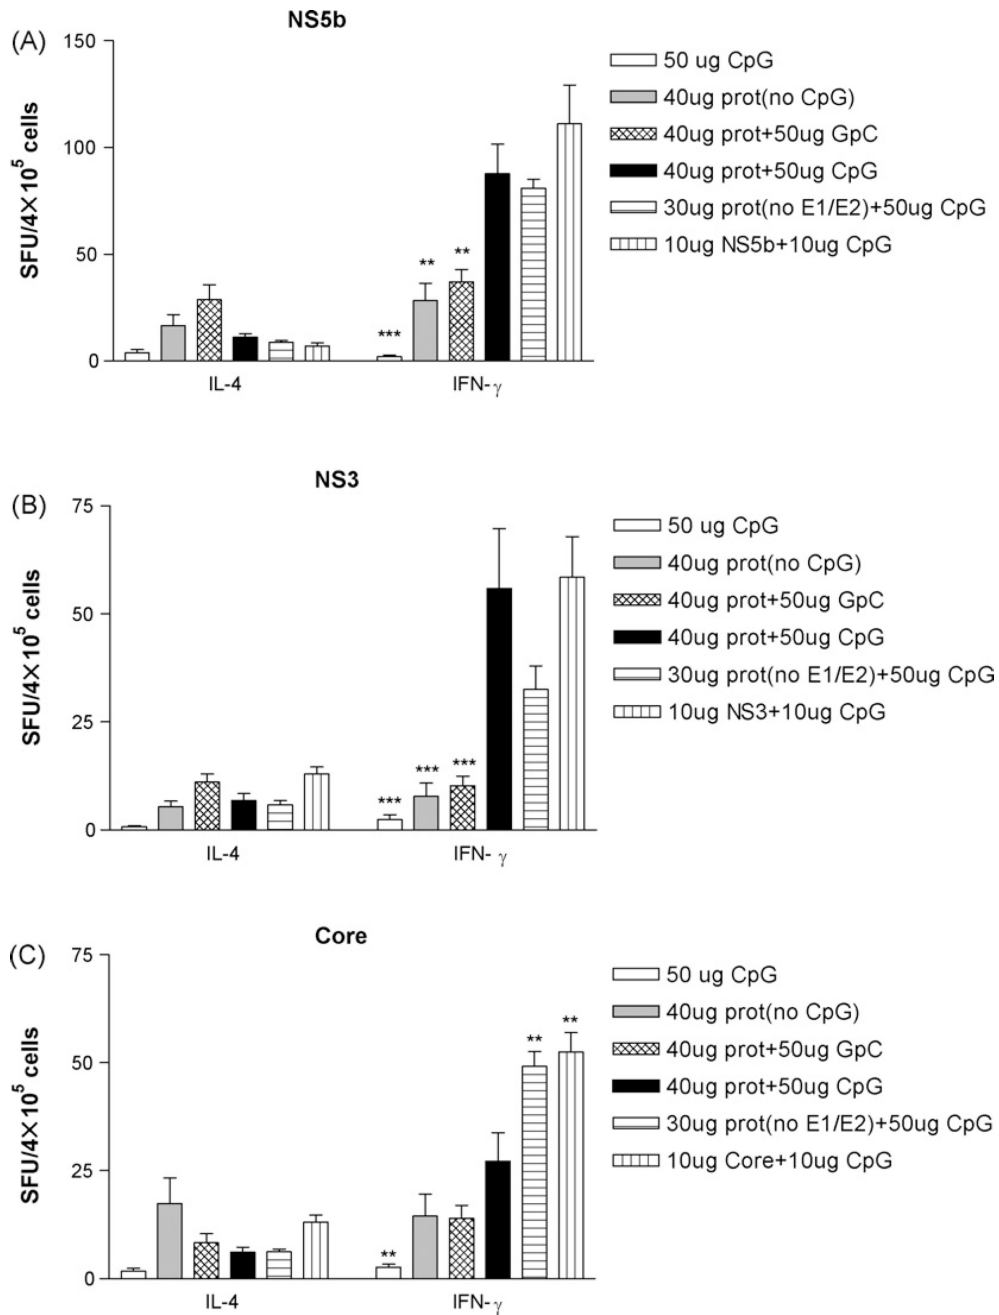 NS5b
(A)
SFU/4×10⁵ cells
150
100
50
0
***
**
**
IL-4
IFN-γ
50 ug CpG
40ug prot(no CpG)
40ug prot+50ug GpC
40ug prot+50ug CpG
30ug prot(no E1/E2)+50ug CpG
10ug NS5b+10ug CpG
NS3
(B)
SFU/4×10⁵ cells
75
50
25
0
***
***
***
IL-4
IFN- γ
50 ug CpG
40ug prot(no CpG)
40ug prot+50ug GpC
40ug prot+50ug CpG
30ug prot(no E1/E2)+50ug CpG
10ug NS3+10ug CpG
Core
(C)
SFU/4×10⁵ cells
75
50
25
0
**
**
**
IL-4
IFN-γ
50 ug CpG
40ug prot(no CpG)
40ug prot+50ug GpC
40ug prot+50ug CpG
30ug prot(no E1/E2)+50ug CpG
10ug Core+10ug CpG